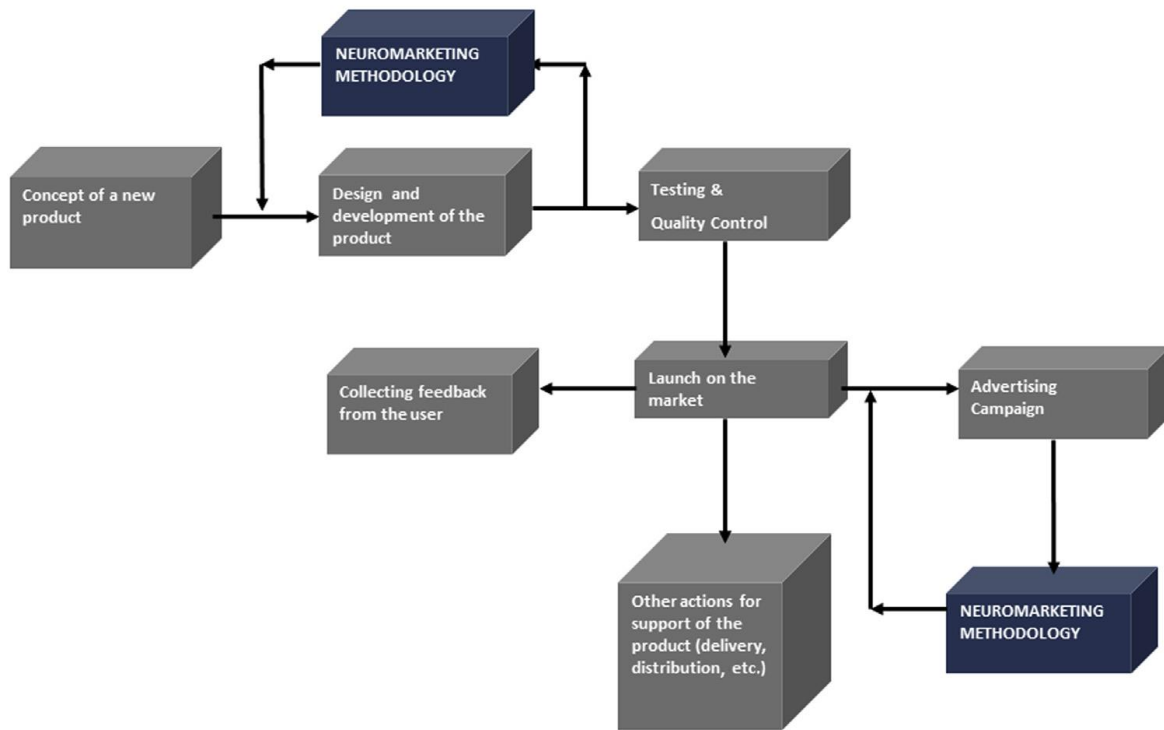 NEUROMARKETING
METHODOLOGY
Concept of a new
product
Design and
development of the
product
Testing &
Quality Control
Collecting feedback
from the user
Launch on the
market
Advertising
Campaign
Other actions for
support of the
product (delivery,
distribution, etc.)
NEUROMARKETING
METHODOLOGY